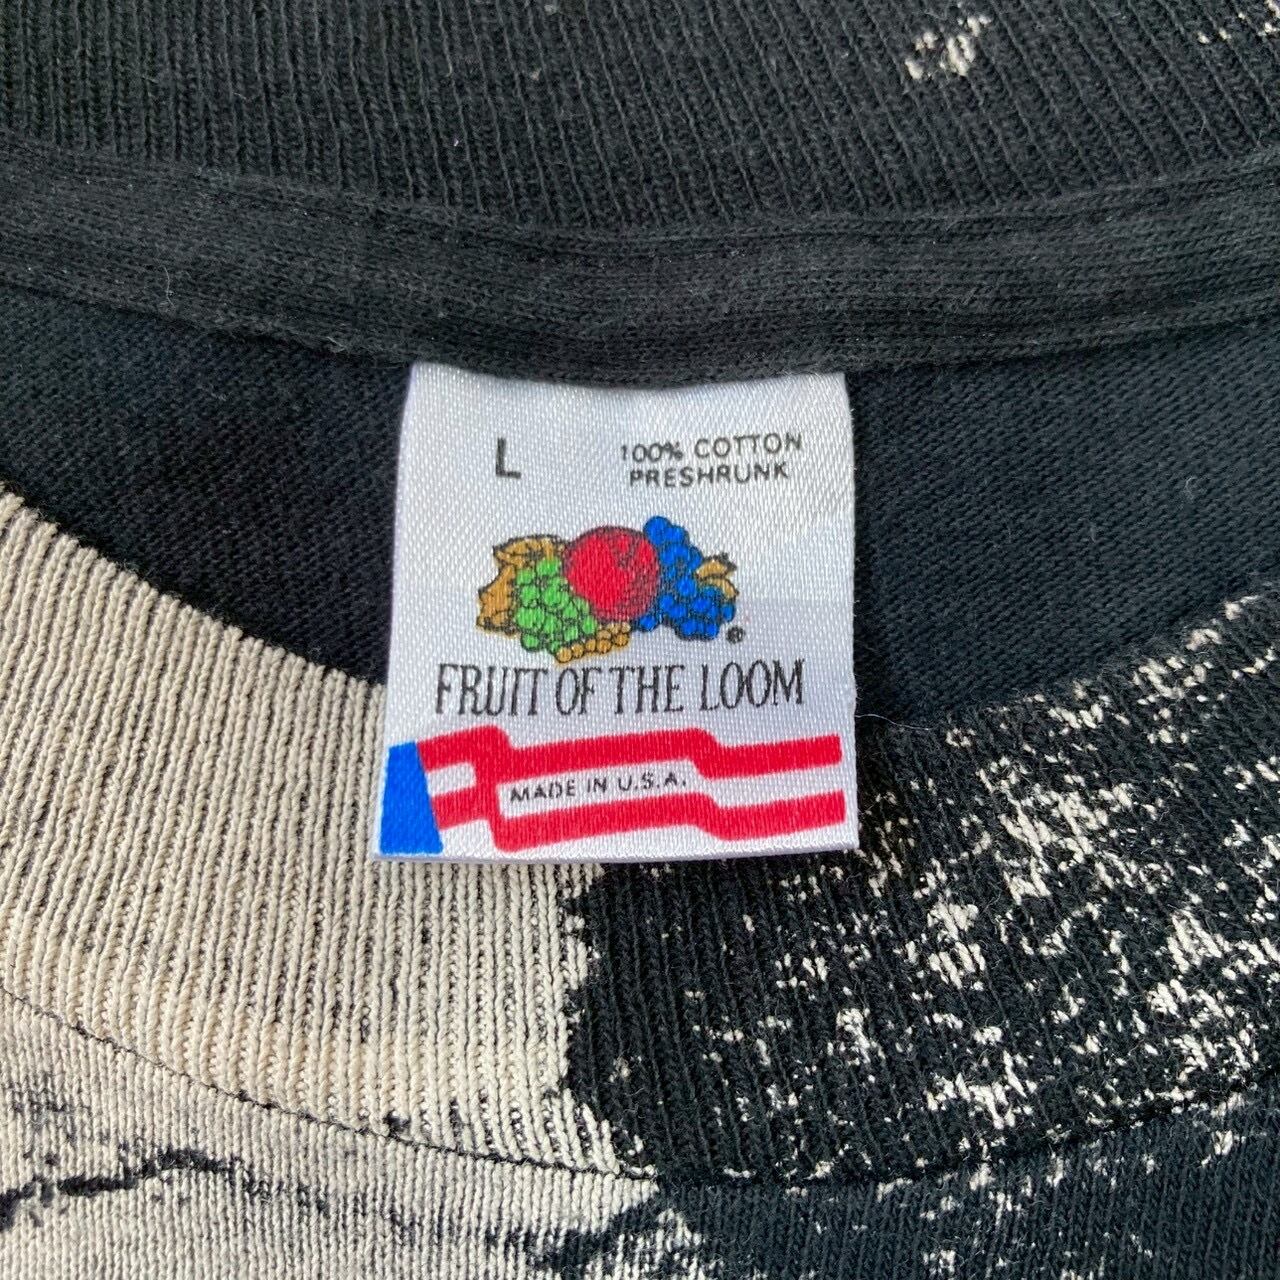 L
100% COTTON
PRESHRUNK
®
FRUIT OF THE LOOM
MADE IN U.S.A.